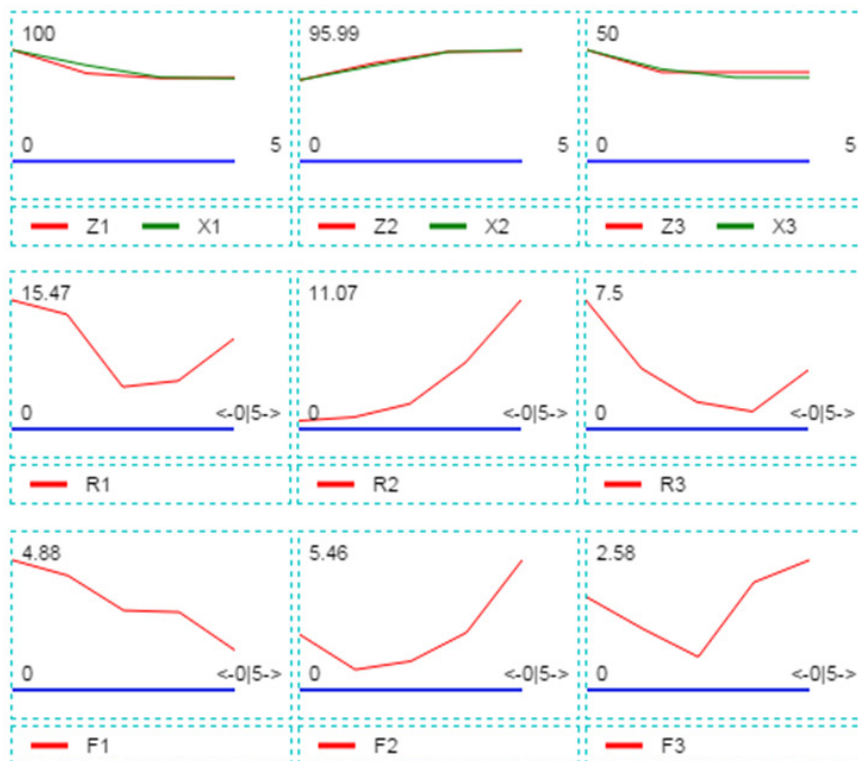 100 95.99 50
0 5 0 5 0 5
Z1 X1 Z2 X2 Z3 X3
15.47 11.07 7.5
0 <-0|5-> 0 <-0|5-> 0 <-0|5->
R1 R2 R3
4.88 5.46 2.58
0 <-0|5-> 0 <-0|5-> 0 <-0|5->
F1 F2 F3